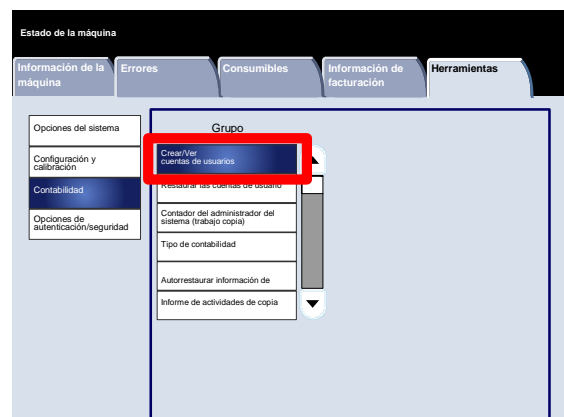 Estado de la máquina
Información de la
máquina
Errores
Consumibles
Información de
facturación
Herramientas
Opciones del sistema
Configuración y
calibración
Contabilidad
Opciones de
autenticación/seguridad
Grupo
Crear/Ver
cuentas de usuarios
Restaurar las cuentas de usuario
Contador del administrador del
sistema (trabajo copia)
Tipo de contabilidad
Autorrestaurar información de
Informe de actividades de copia